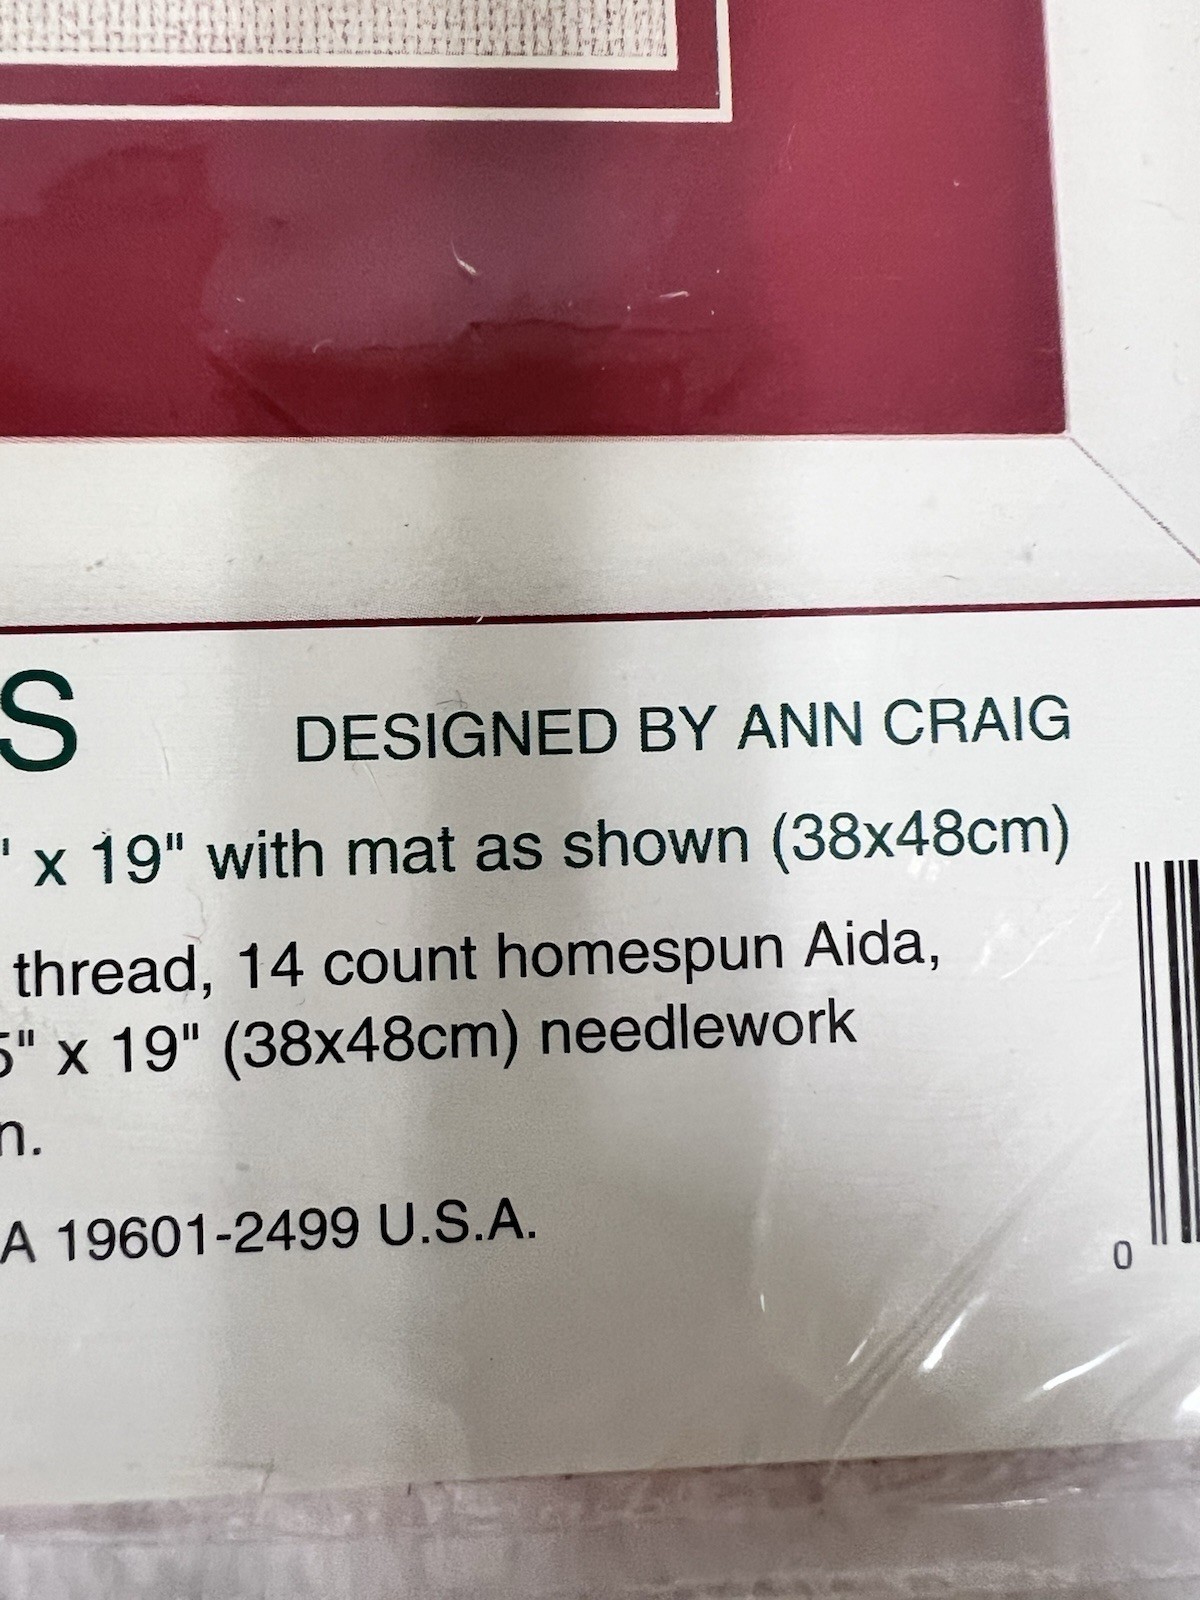 S DESIGNED BY ANN CRAIG
" x 19" with mat as shown (38x48cm)
thread, 14 count homespun Aida,
5" x 19" (38x48cm) needlework
n.
A 19601-2499 U.S.A.
0